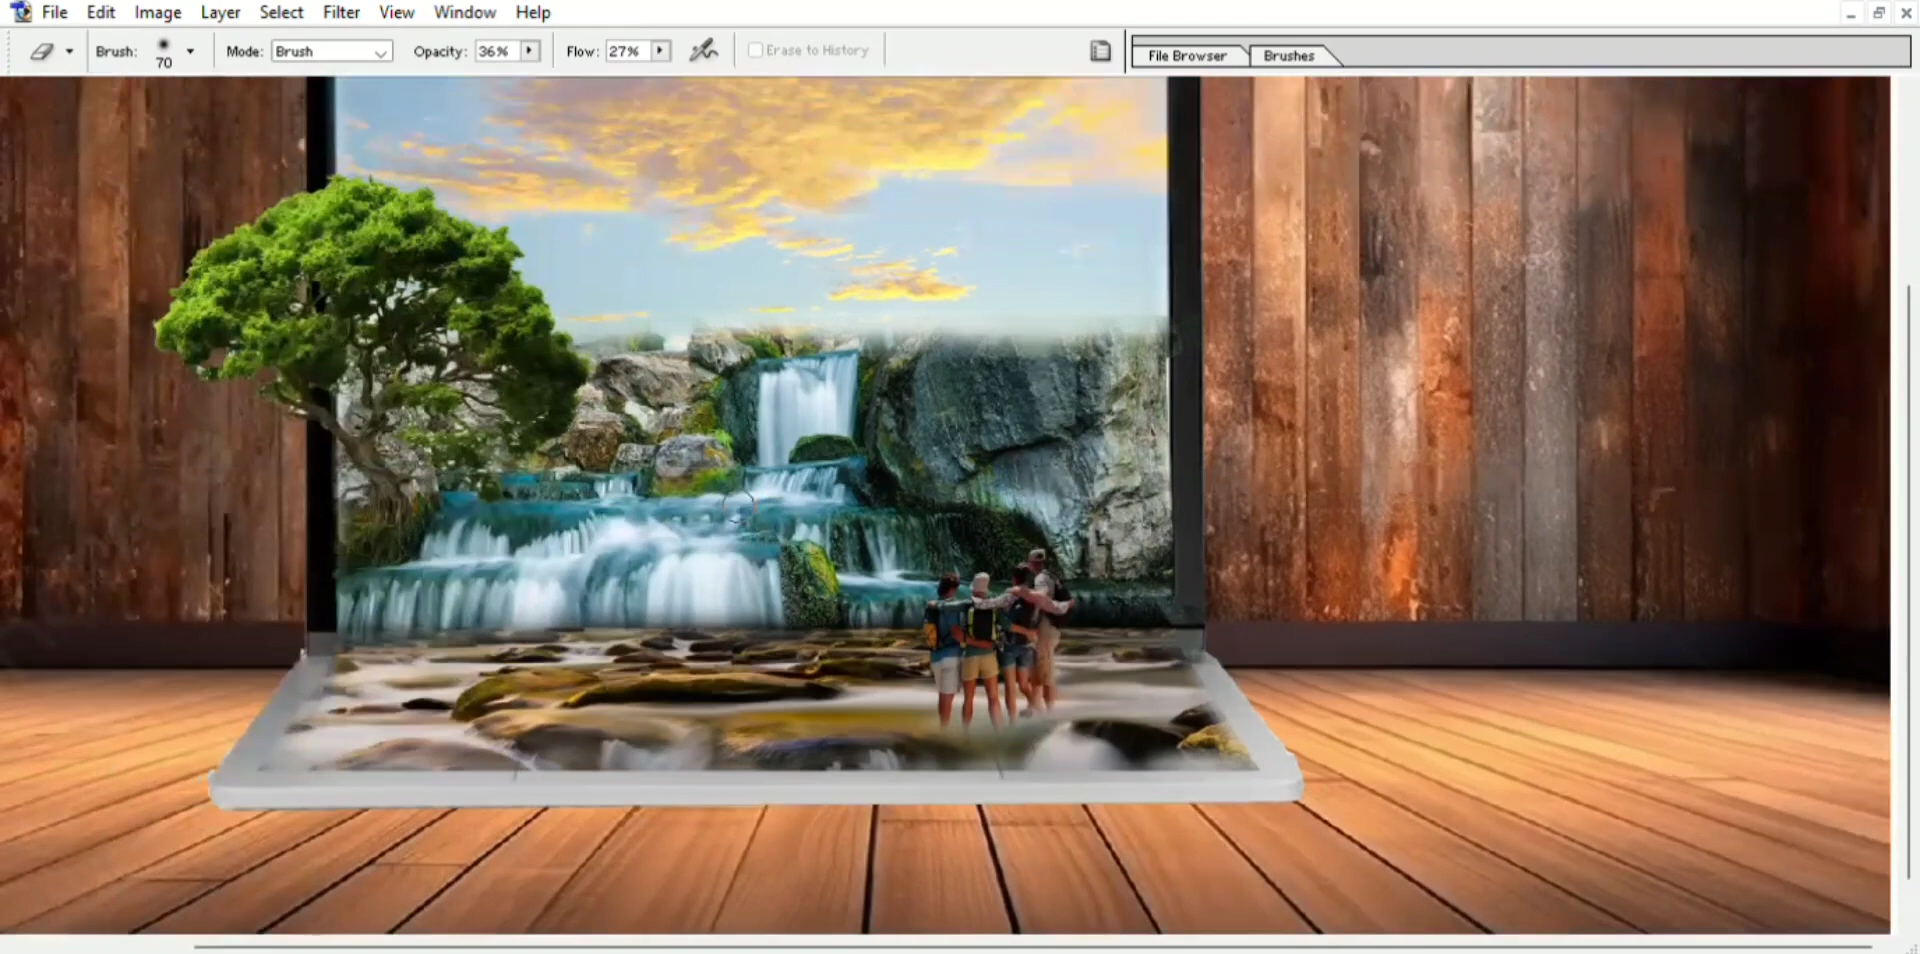 File Edit Image Layer Select Filter View Window Help
Brush: 70 Mode: Brush Opacity: 36% Flow: 27% Erase to History File Browser Brushes